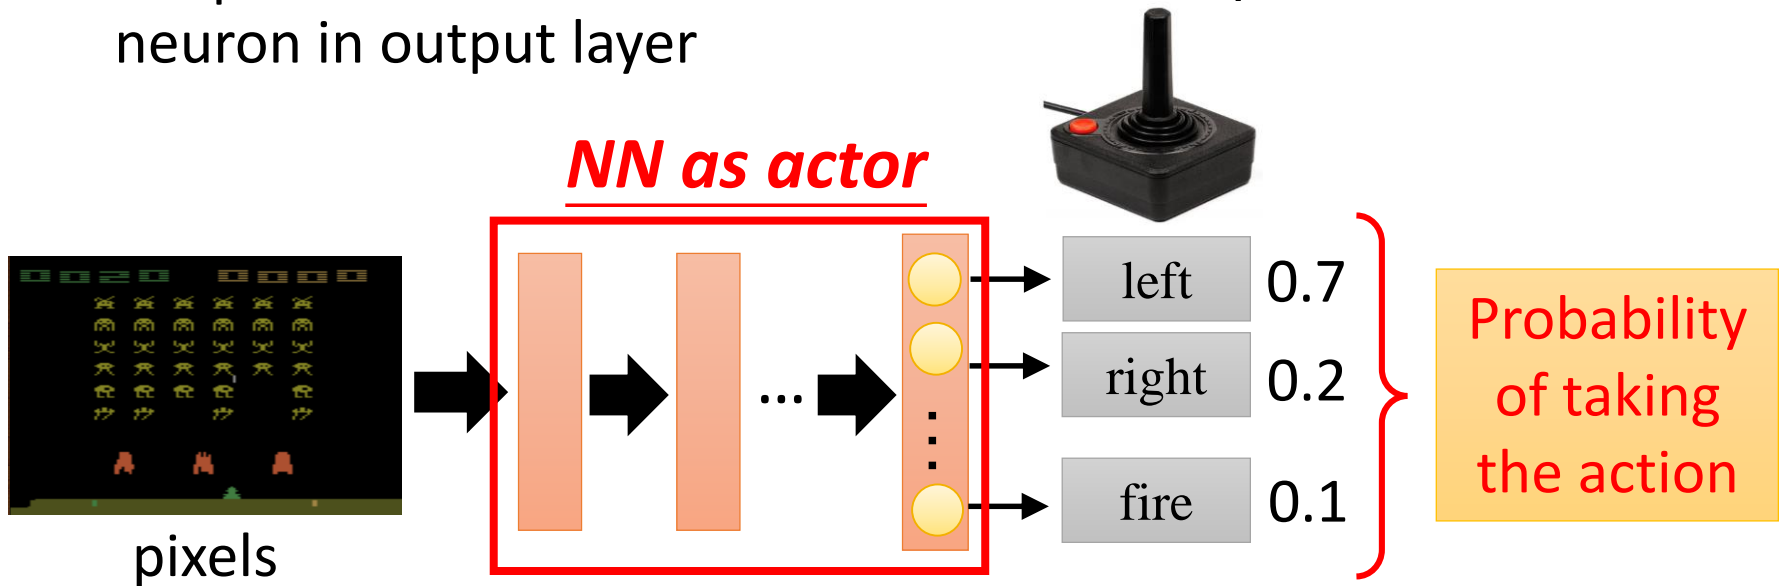 neuron in output layer
NN as actor
left 0.7
right 0.2
...
fire 0.1
Probability
of taking
the action
pixels